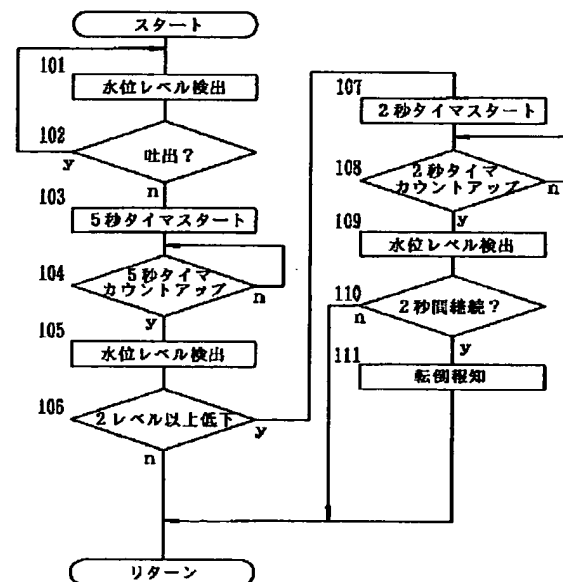 スタート
101
水位レベル検出
102
吐出?
y
n
103
5秒タイマスタート
104
5秒タイマ
カウントアップ
n
y
105
水位レベル検出
106
2レベル以上低下
y
n
107
2秒タイマスタート
108
2秒タイマ
カウントアップ
n
y
109
水位レベル検出
110
2秒間継続?
n
y
111
転倒報知
リターン